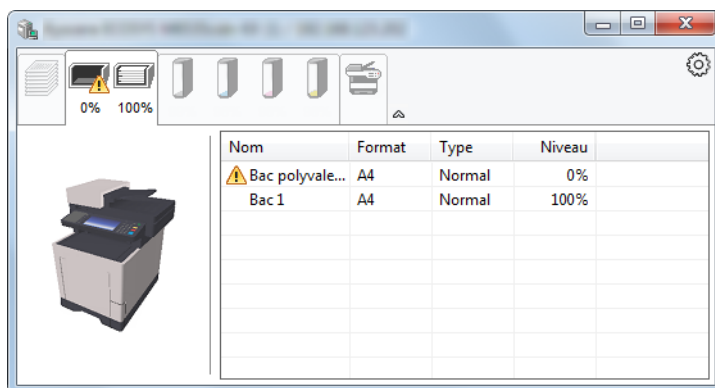 0% 100%
Nom Format Type Niveau
Bac polyvale... A4 Normal 0%
Bac 1 A4 Normal 100%